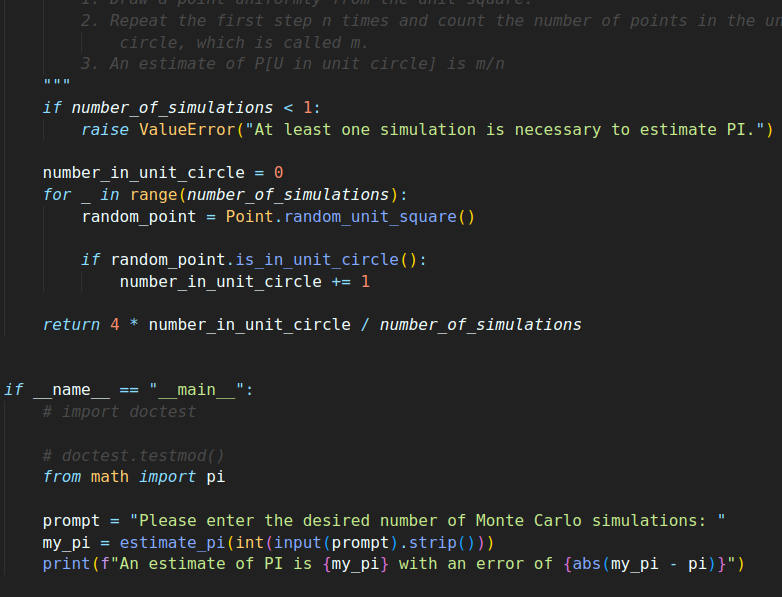 1. Draw a point uniformly from the unit square.
2. Repeat the first step n times and count the number of points in the
circle, which is called m.
3. An estimate of P[U in unit circle] is m/n
"""
if number_of_simulations < 1:
raise ValueError("At least one simulation is necessary to estimate PI.")
number_in_unit_circle = 0
for _ in range(number_of_simulations):
random_point = Point.random_unit_square()
if random_point.is_in_unit_circle():
number_in_unit_circle += 1
return 4 * number_in_unit_circle / number_of_simulations
if __name__ == "__main__":
# import doctest
# doctest.testmod()
from math import pi
prompt = "Please enter the desired number of Monte Carlo simulations: "
my_pi = estimate_pi(int(input(prompt).strip()))
print(f"An estimate of PI is {my_pi} with an error of {abs(my_pi - pi)}")